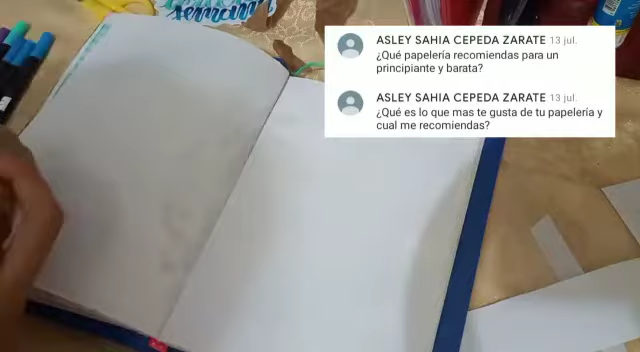 semana
ASLEY SAHIA CEPEDA ZARATE 13 jul.
¿Qué papelería recomiendas para un
principiante y barata?
ASLEY SAHIA CEPEDA ZARATE 13 jul.
¿Qué es lo que mas te gusta de tu papelería y
cual me recomiendas?